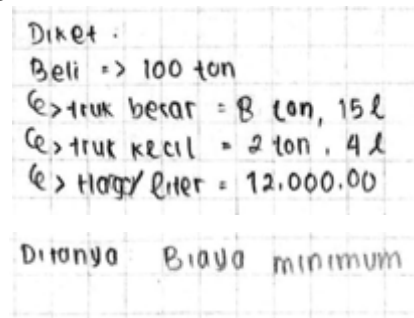 Diket :
Beli => 100 ton
↳> truk besar = 8 ton, 15 l
↳> truk kecil = 2 ton, 4 l
↳> Harga/liter = 12.000.00
Ditanya Biaya minimum